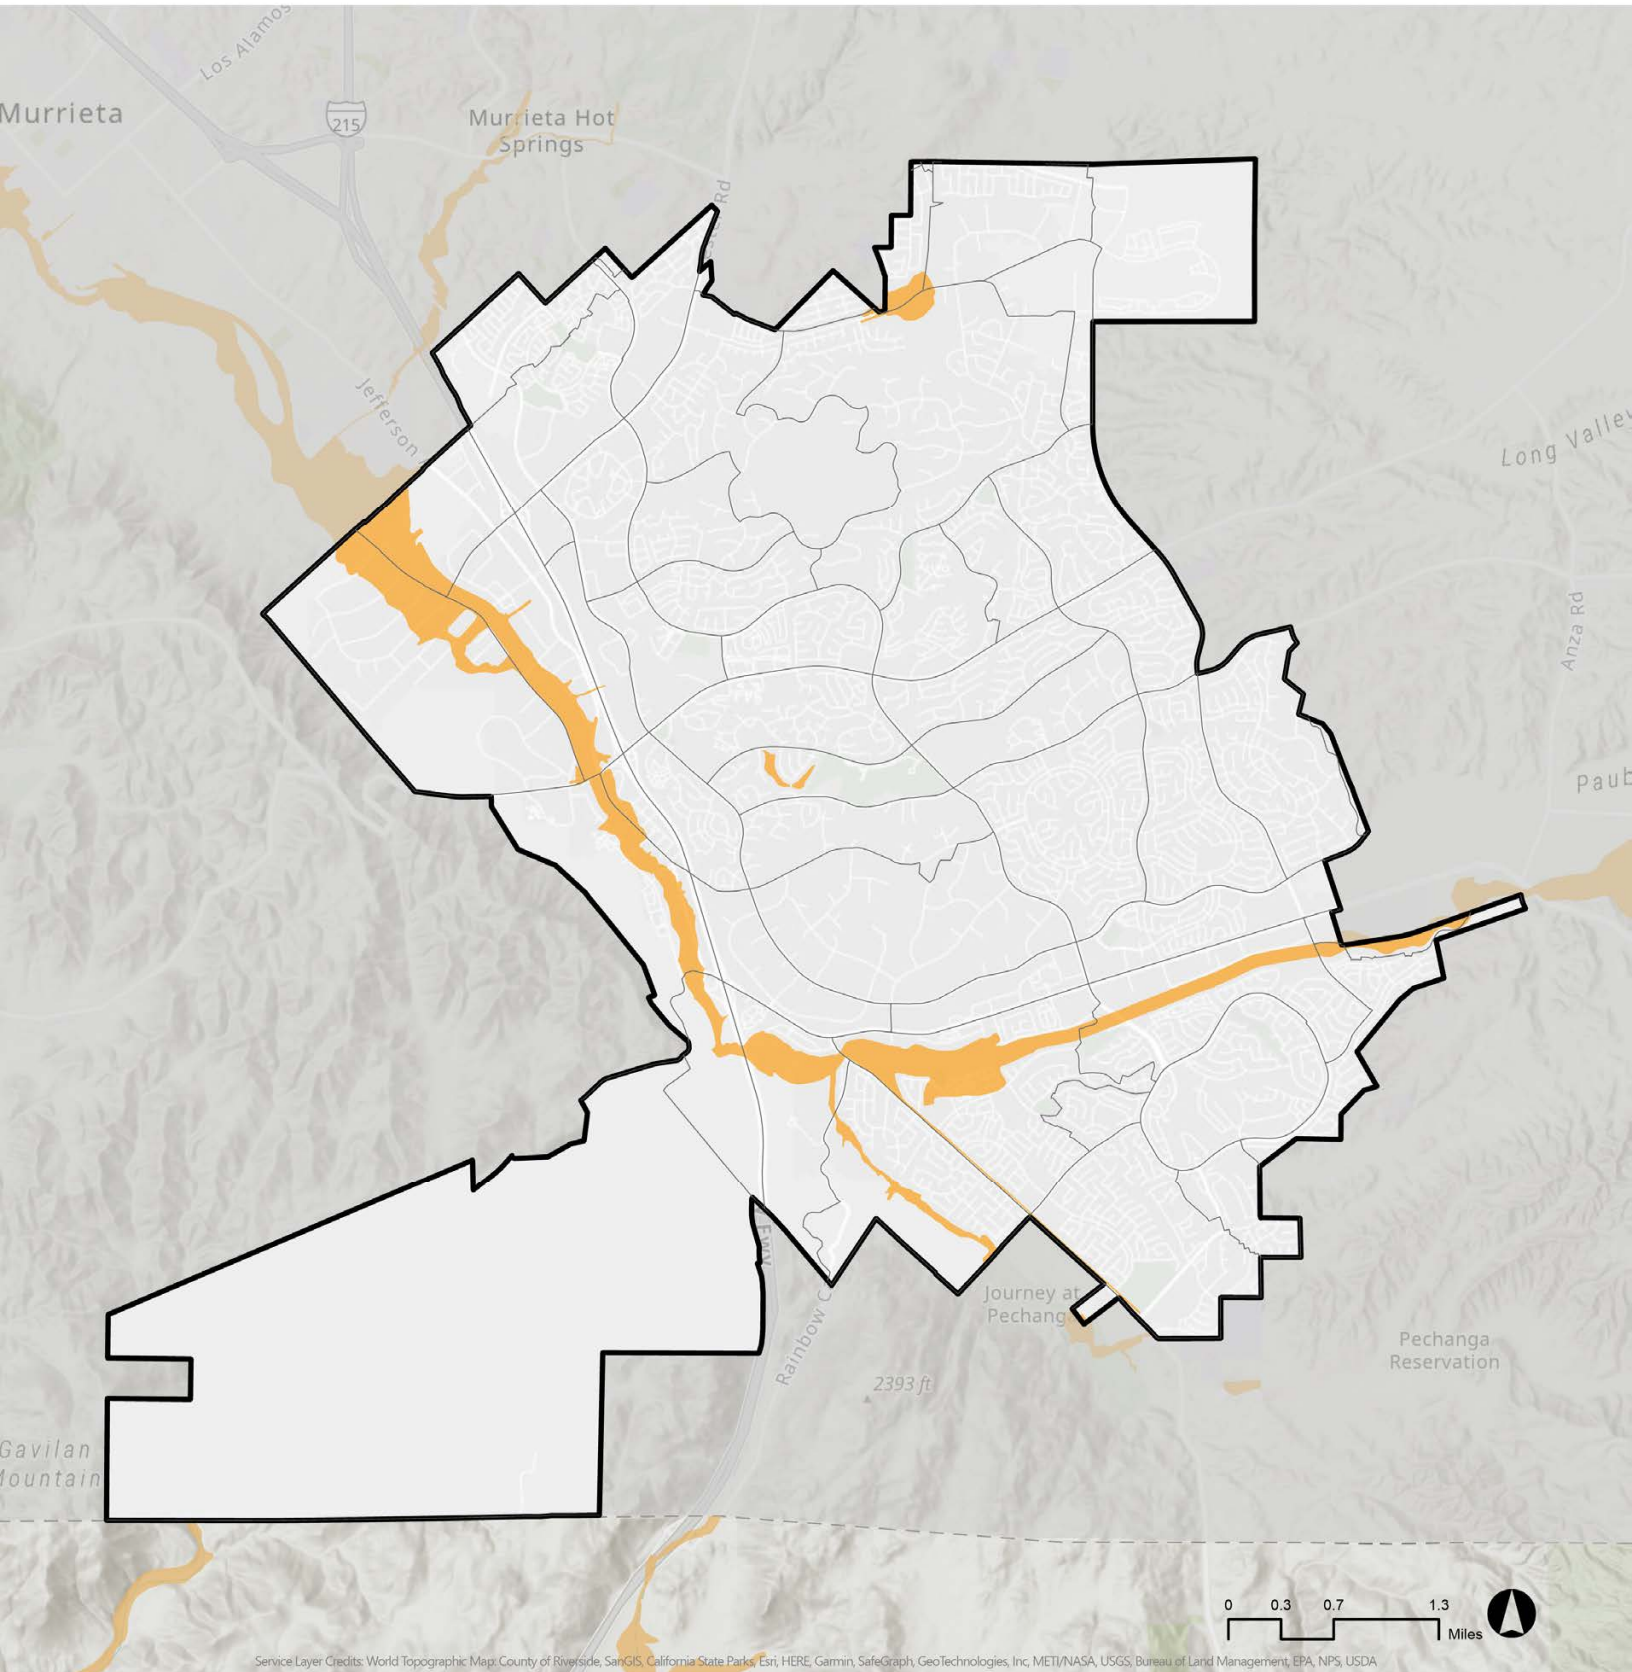 Los Alamos
Murrieta
215
Murrieta Hot
Springs
Rd
Jefferson
Long Valley
Anza Rd
Paub
Fwy
Journey at
Pechanga
Rainbow C
Pechanga
Reservation
2393 ft
Gavilan
Mountain
0 0.3 0.7 1.3
Miles
Service Layer Credits: World Topographic Map: County of Riverside, SanGIS, California State Parks, Esri, HERE, Garmin, SafeGraph, GeoTechnologies, Inc, METI/NASA, USGS, Bureau of Land Management, EPA, NPS, USDA